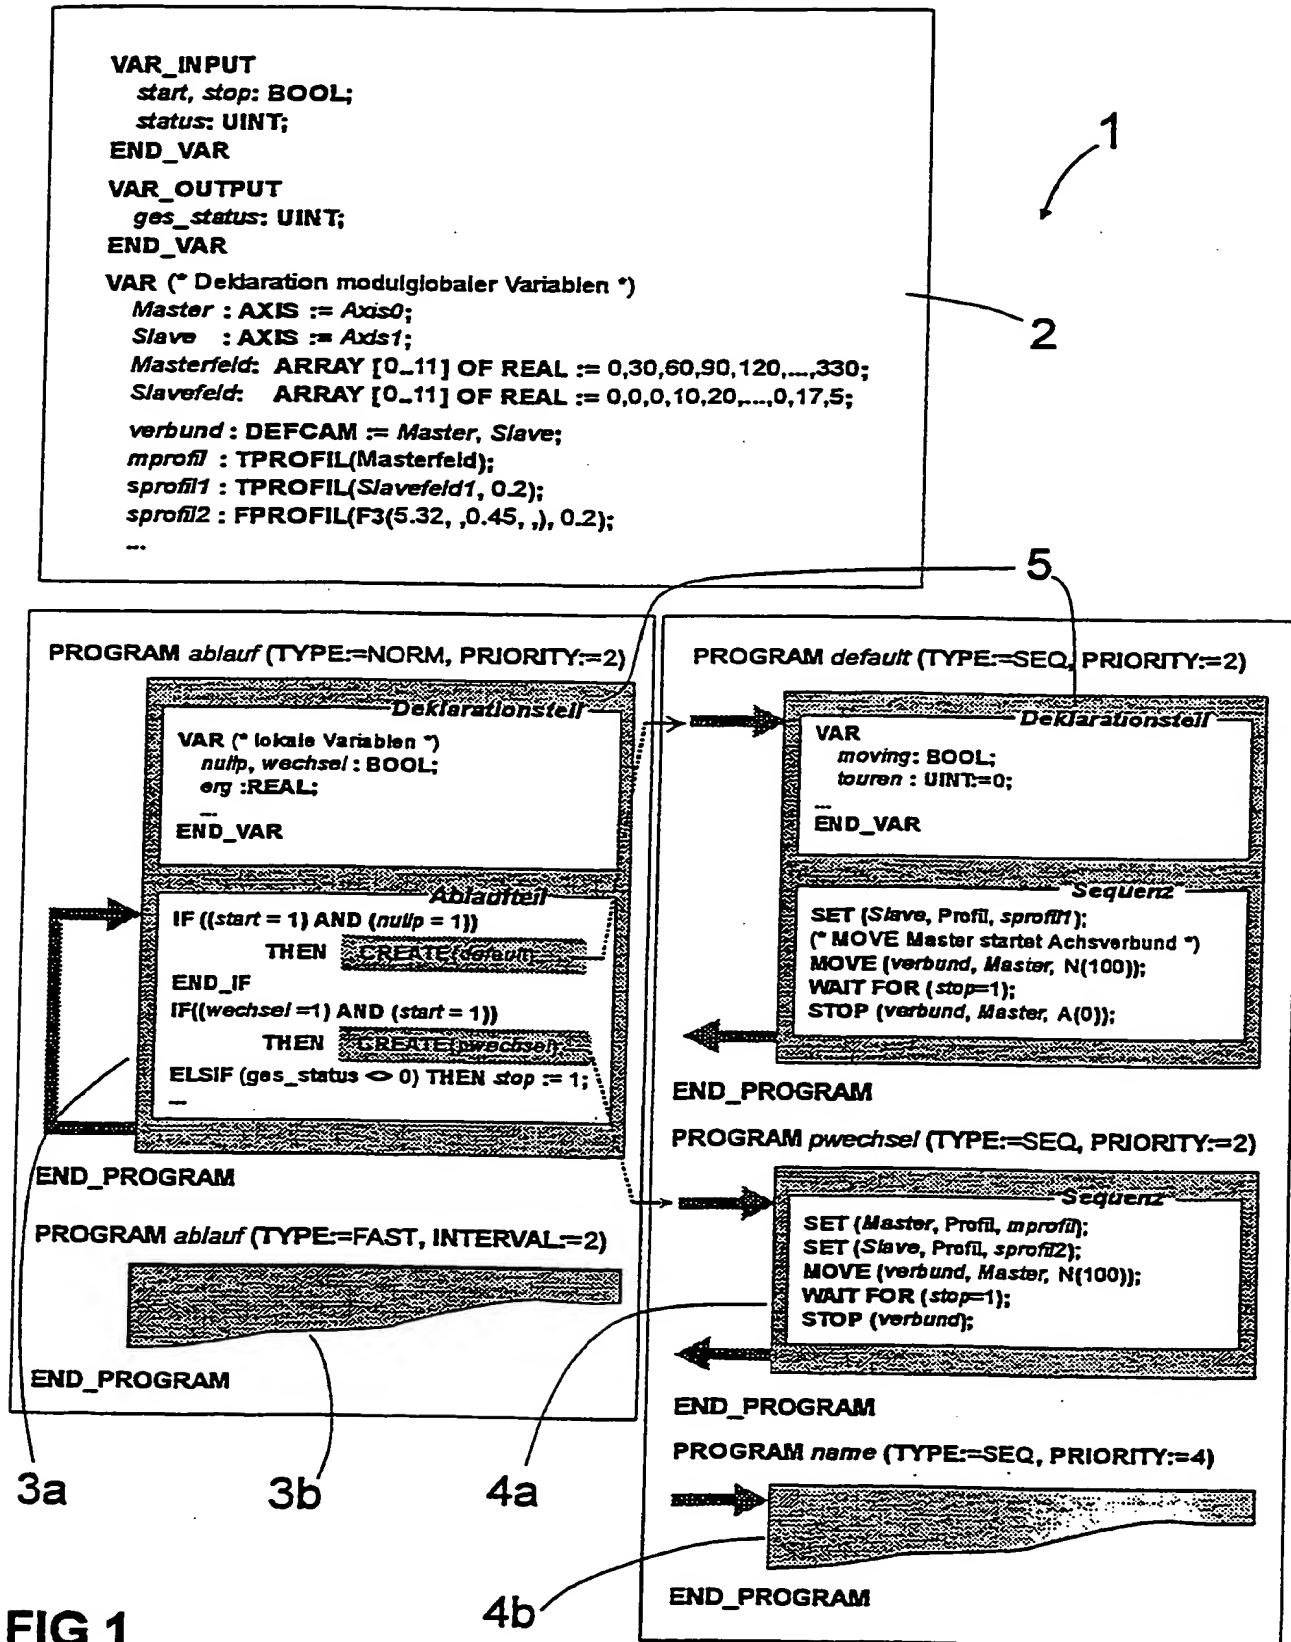 VAR_INPUT
start, stop: BOOL;
status: UINT;
END_VAR
VAR_OUTPUT
ges_status: UINT;
END_VAR
VAR (* Deklaration modulglobaler Variablen *)
Master : AXIS := Axis0;
Slave : AXIS := Axis1;
Masterfeld: ARRAY [0..11] OF REAL := 0,30,60,90,120,...,330;
Slavefeld: ARRAY [0..11] OF REAL := 0,0,0,10,20,...,0,17,5;
verbund : DEFCAM := Master, Slave;
mprofil : TPROFIL(Masterfeld);
sprofil1 : TPROFIL(Slavefeld1, 0.2);
sprofil2 : FPROFIL(F3(5.32, ,0.45, ,), 0.2);
...
1
2
5
PROGRAM ablauf (TYPE:=NORM, PRIORITY:=2)
Deklarationsteil
VAR (* lokale Variablen *)
nullp, wechsel : BOOL;
erg :REAL;
...
END_VAR
Ablaufteil
IF ((start = 1) AND (nullp = 1))
THEN CREATE(default)
END_IF
IF((wechsel =1) AND (start = 1))
THEN CREATE(pwechsel)
ELSIF (ges_status <> 0) THEN stop := 1;
...
END_PROGRAM
PROGRAM ablauf (TYPE:=FAST, INTERVAL:=2)
END_PROGRAM
3a
3b
4a
PROGRAM default (TYPE:=SEQ, PRIORITY:=2)
Deklarationsteil
VAR
moving: BOOL;
touren : UINT:=0;
...
END_VAR
Sequenz
SET (Slave, Profil, sprofil1);
(* MOVE Master startet Achsverbund *)
MOVE (verbund, Master, N(100));
WAIT FOR (stop=1);
STOP (verbund, Master, A(0));
END_PROGRAM
PROGRAM pwechsel (TYPE:=SEQ, PRIORITY:=2)
Sequenz
SET (Master, Profil, mprofil);
SET (Slave, Profil, sprofil2);
MOVE (verbund, Master, N(100));
WAIT FOR (stop=1);
STOP (verbund);
END_PROGRAM
PROGRAM name (TYPE:=SEQ, PRIORITY:=4)
END_PROGRAM
4b
FIG 1